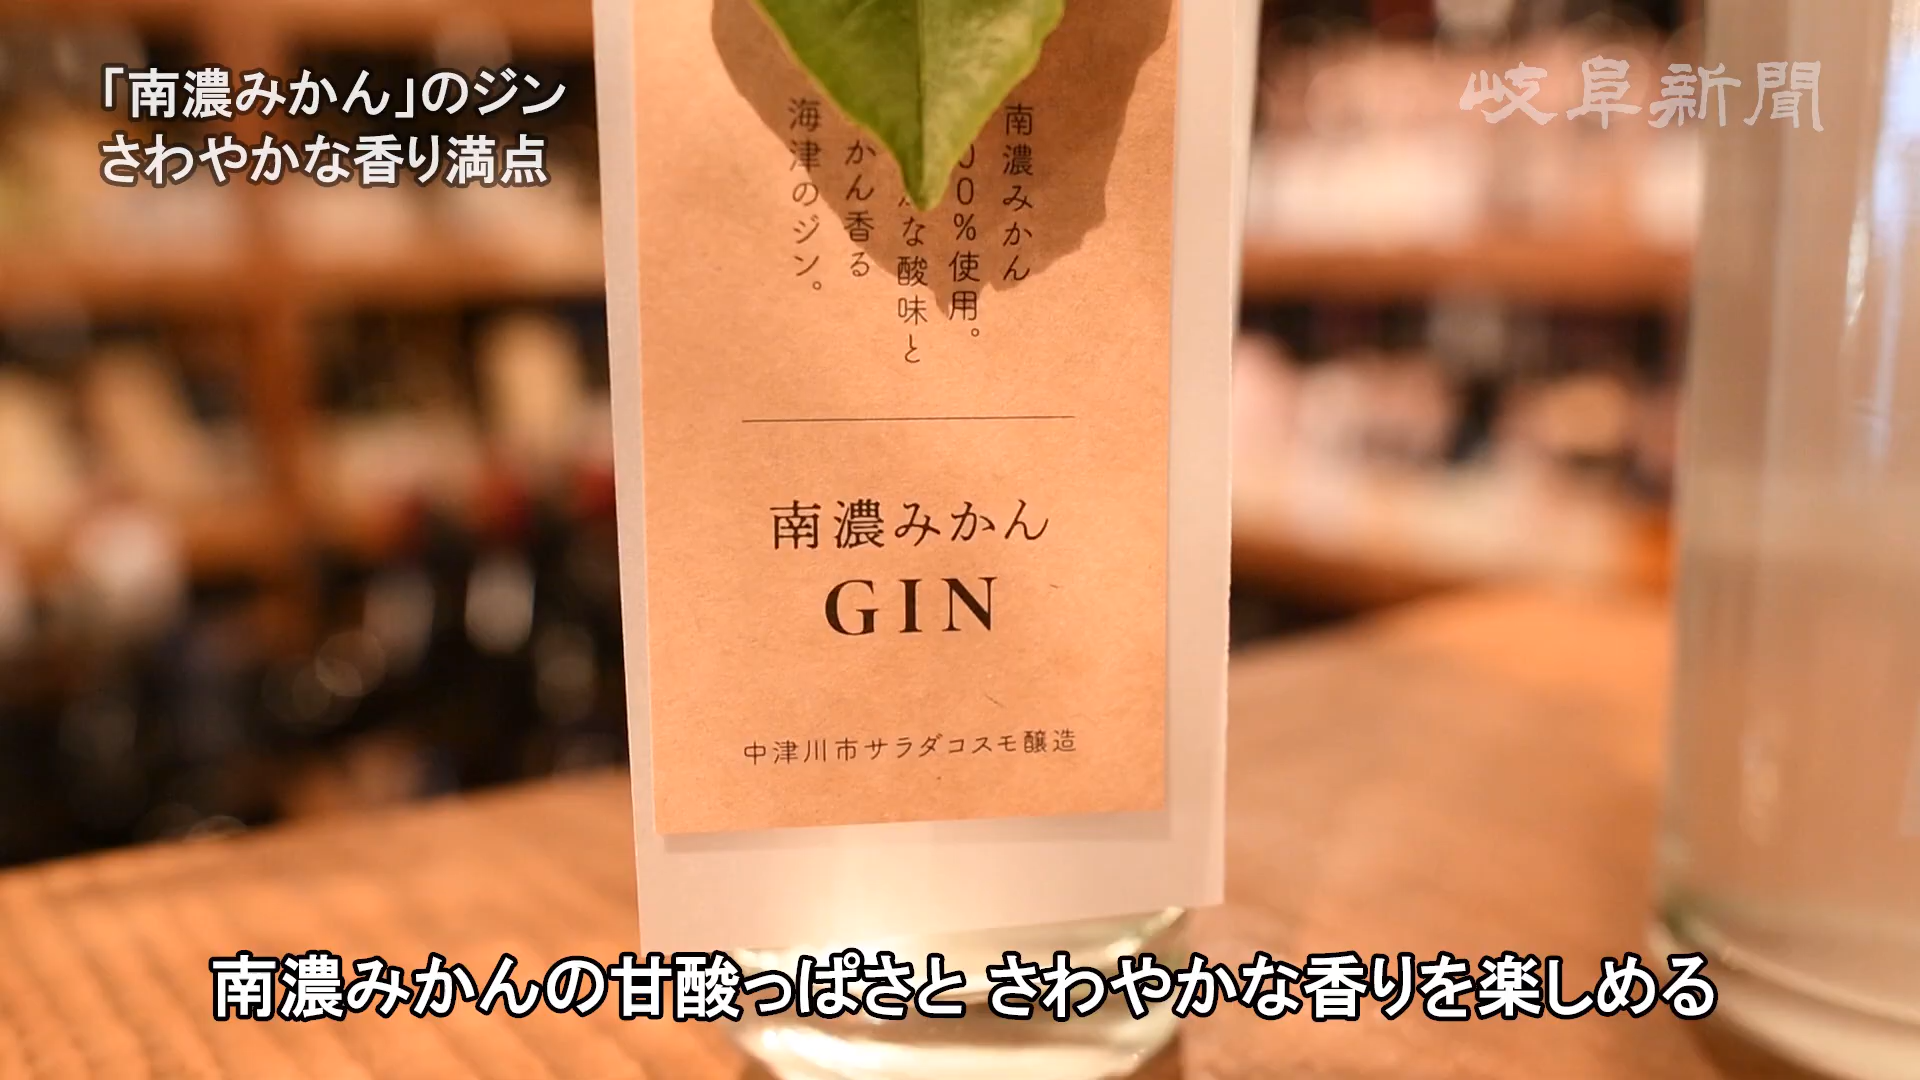 「南濃みかん」のジン
さわやかな香り満点
岐阜新聞
南濃みかん
00%使用。
な酸味と
かん香る
海津のジン。
南濃みかん
GIN
中津川市サラダコスモ醸造
南濃みかんの甘酸っぱさと さわやかな香りを楽しめる